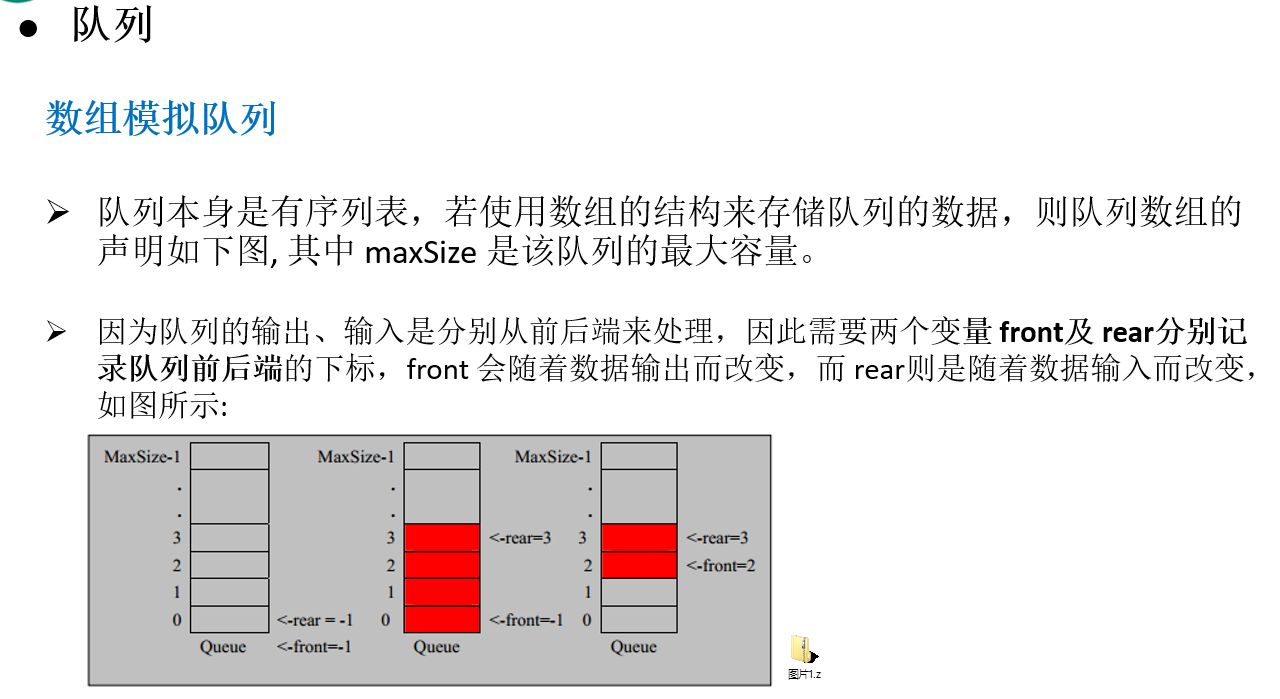 ● 队列
数组模拟队列
➢ 队列本身是有序列表，若使用数组的结构来存储队列的数据，则队列数组的
声明如下图, 其中 maxSize 是该队列的最大容量。
➢ 因为队列的输出、输入是分别从前后端来处理，因此需要两个变量 front及 rear分别记
录队列前后端的下标，front 会随着数据输出而改变，而 rear则是随着数据输入而改变，
如图所示:
MaxSize-1 MaxSize-1 MaxSize-1
. . .
. . .
3 3 <-rear=3 3 <-rear=3
2 2 2 <-front=2
1 1 1
0 <-rear = -1 0 <-front=-1 0
Queue <-front=-1 Queue Queue
图片1.z